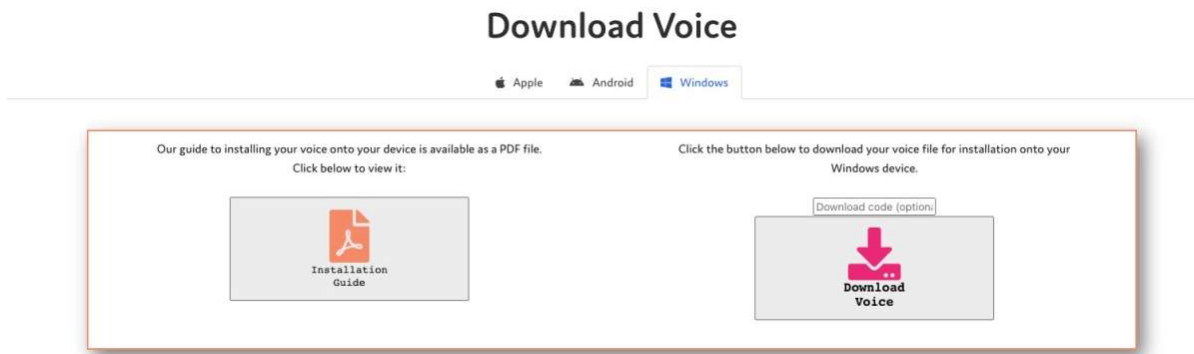 Download Voice
Apple Android Windows
Our guide to installing your voice onto your device is available as a PDF file.
Click below to view it:
Installation
Guide
Click the button below to download your voice file for installation onto your
Windows device.
Download code (option
Download
Voice